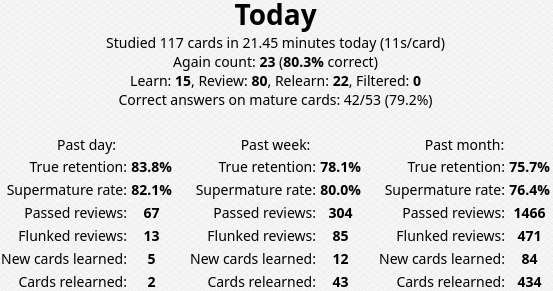 Today
Studied 117 cards in 21.45 minutes today (11s/card)
Again count: 23 (80.3% correct)
Learn: 15, Review: 80, Relearn: 22, Filtered: 0
Correct answers on mature cards: 42/53 (79.2%)
Past day:
True retention: 83.8%
Supermature rate: 82.1%
Passed reviews: 67
Flunked reviews: 13
New cards learned: 5
Cards relearned: 2
Past week:
True retention: 78.1%
Supermature rate: 80.0%
Passed reviews: 304
Flunked reviews: 85
New cards learned: 12
Cards relearned: 43
Past month:
True retention: 75.7%
Supermature rate: 76.4%
Passed reviews: 1466
Flunked reviews: 471
New cards learned: 84
Cards relearned: 434